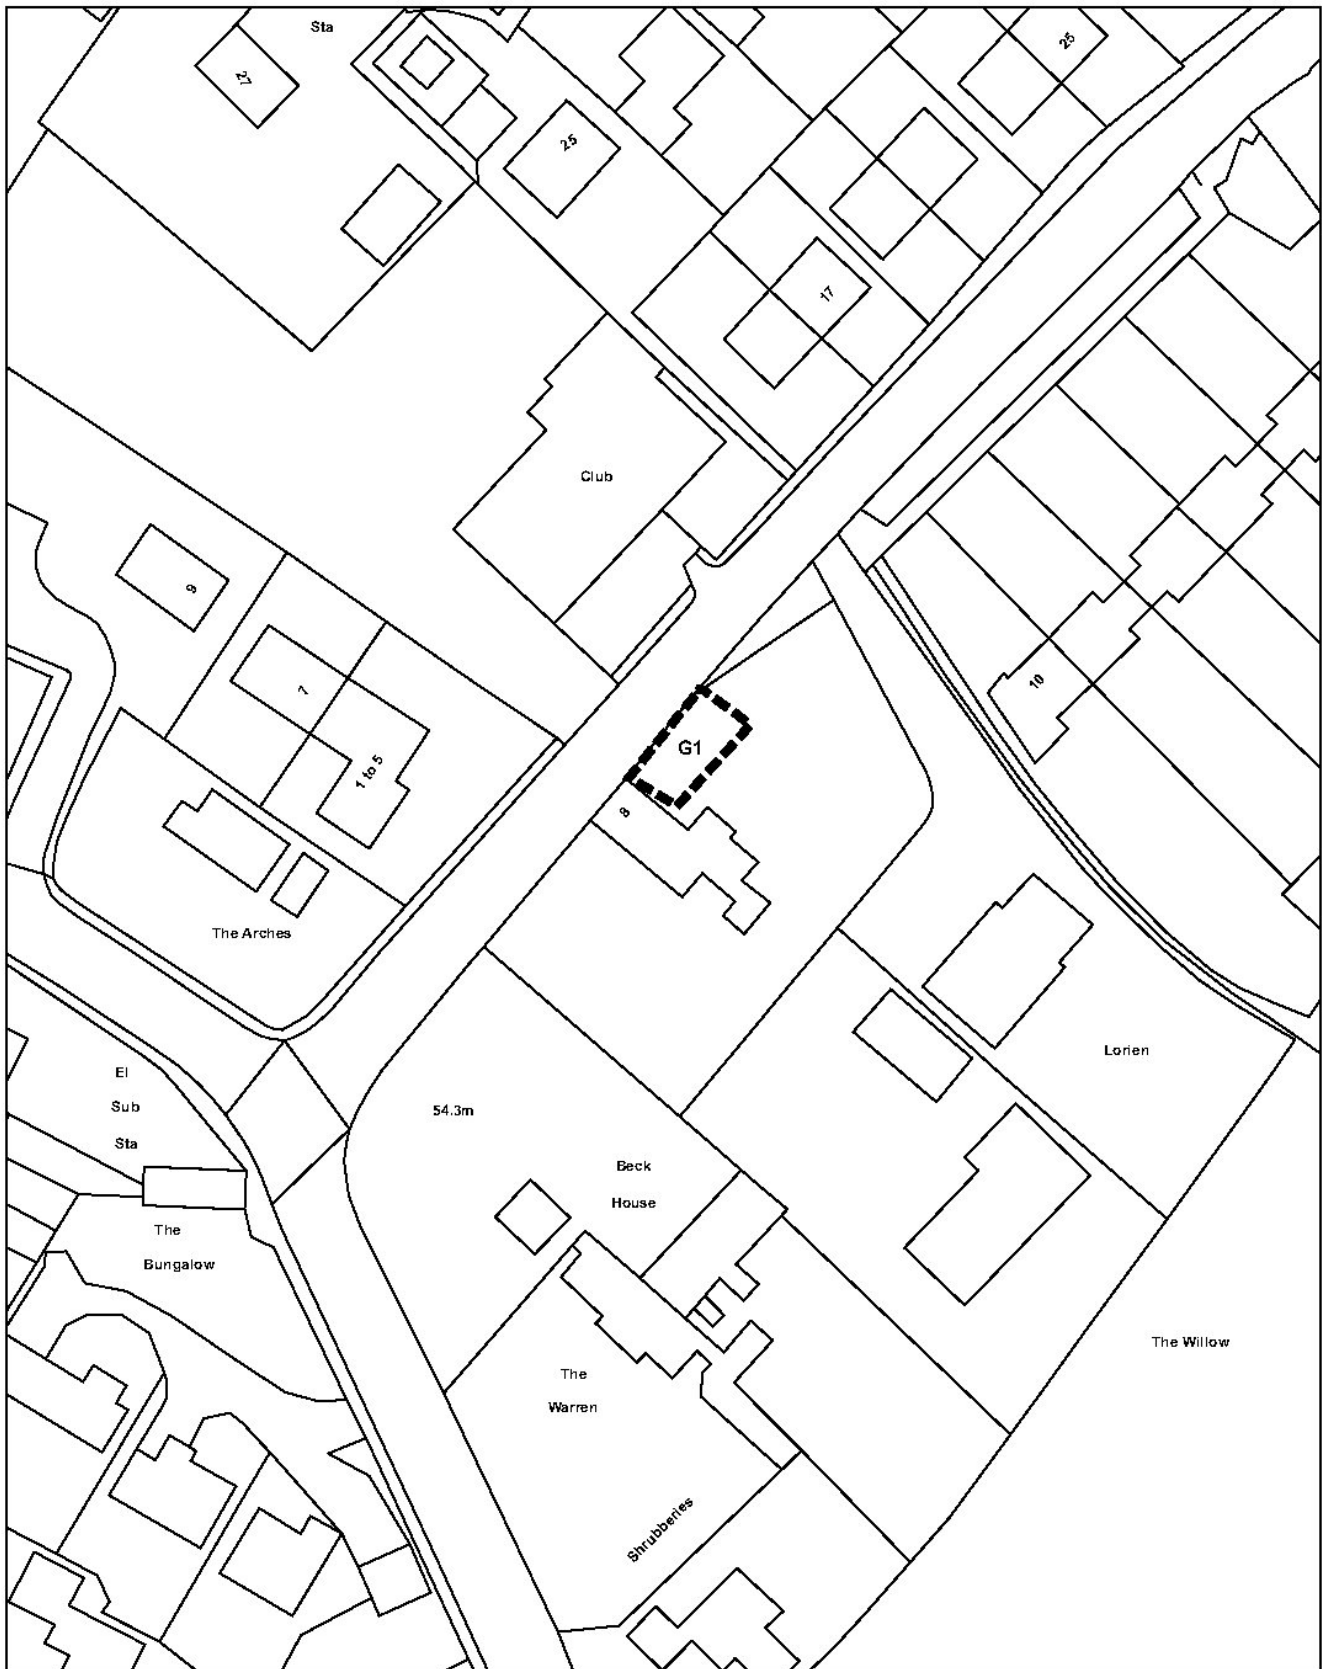 Sta
27
25
25
17
Club
9
7
1 to 5
10
G1
8
The Arches
Lorien
El
Sub
Sta
54.3m
Beck
House
The
Bungalow
The Willow
The
Warren
Shrubberies